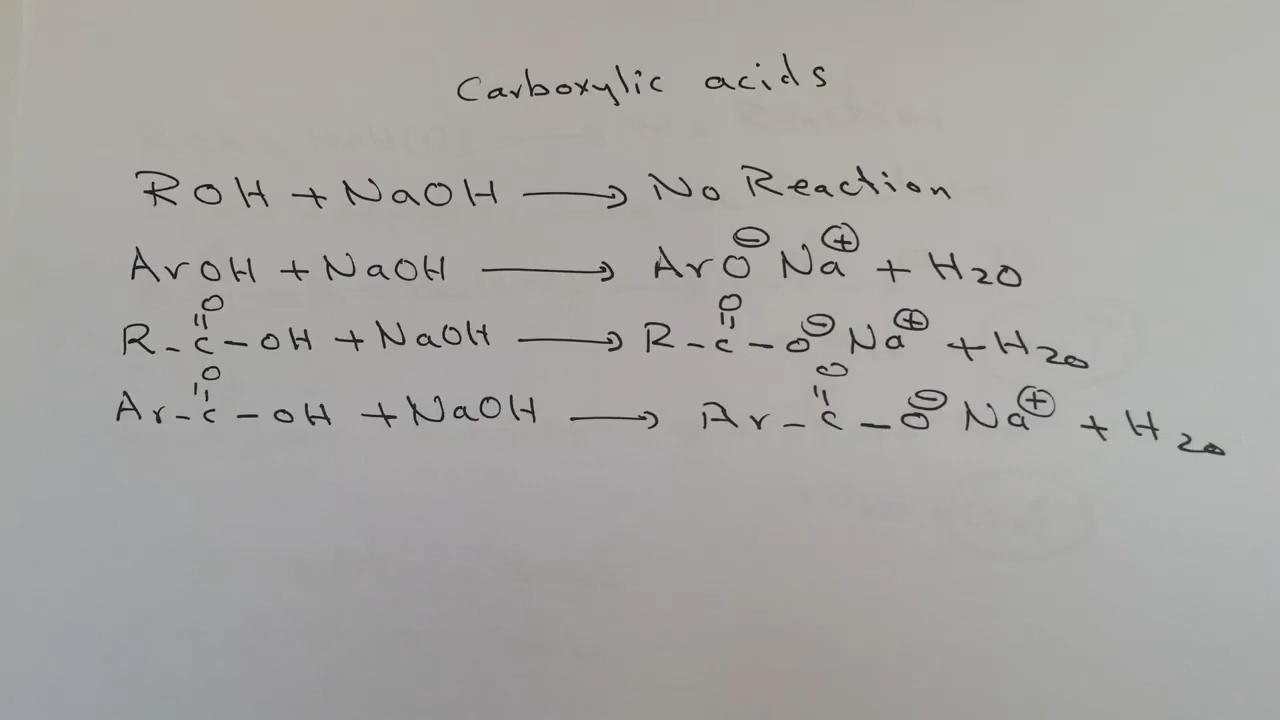 Carboxylic acids
ROH + NaOH ⟶ No Reaction
ArOH + NaOH ⟶ ArO⊖ Na⊕ + H2O
O
R-C-OH + NaOH ⟶ R-C-O⊖ Na⊕ + H2O
O
Ar-C-OH + NaOH ⟶ Ar-C-O⊖ Na⊕ + H2O